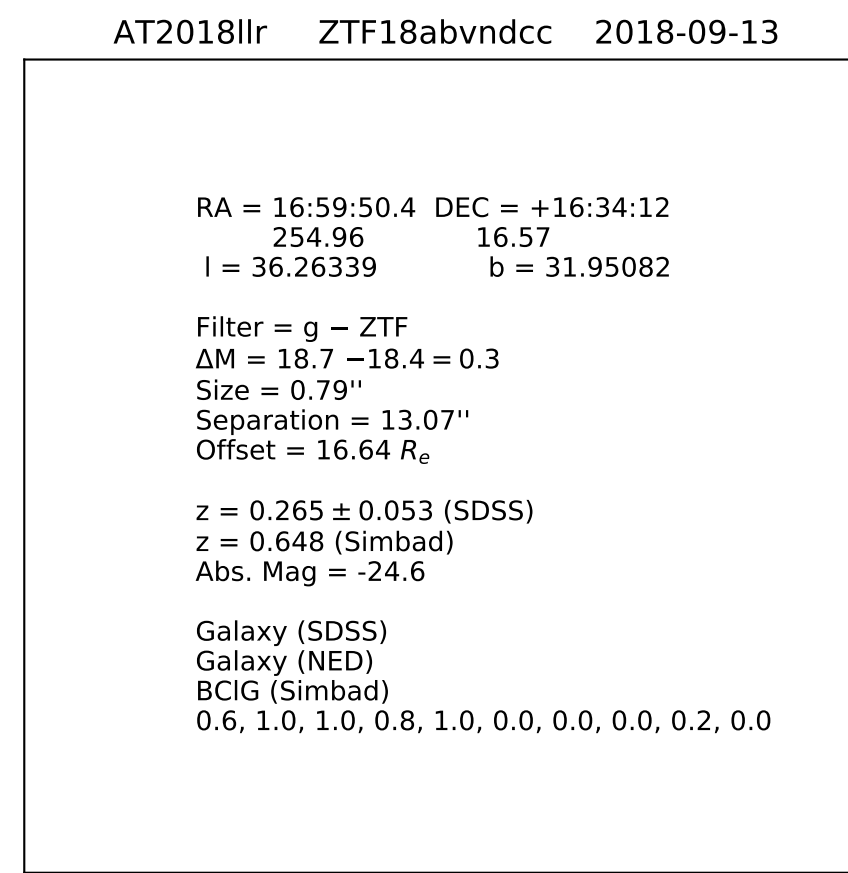 AT2018llr ZTF18abvndcc 2018-09-13
RA = 16:59:50.4 DEC = +16:34:12
254.96 16.57
l = 36.26339 b = 31.95082
Filter = g − ZTF
ΔM = 18.7 −18.4 = 0.3
Size = 0.79''
Separation = 13.07''
Offset = 16.64 Rₑ
z = 0.265 ± 0.053 (SDSS)
z = 0.648 (Simbad)
Abs. Mag = -24.6
Galaxy (SDSS)
Galaxy (NED)
BClG (Simbad)
0.6, 1.0, 1.0, 0.8, 1.0, 0.0, 0.0, 0.0, 0.2, 0.0